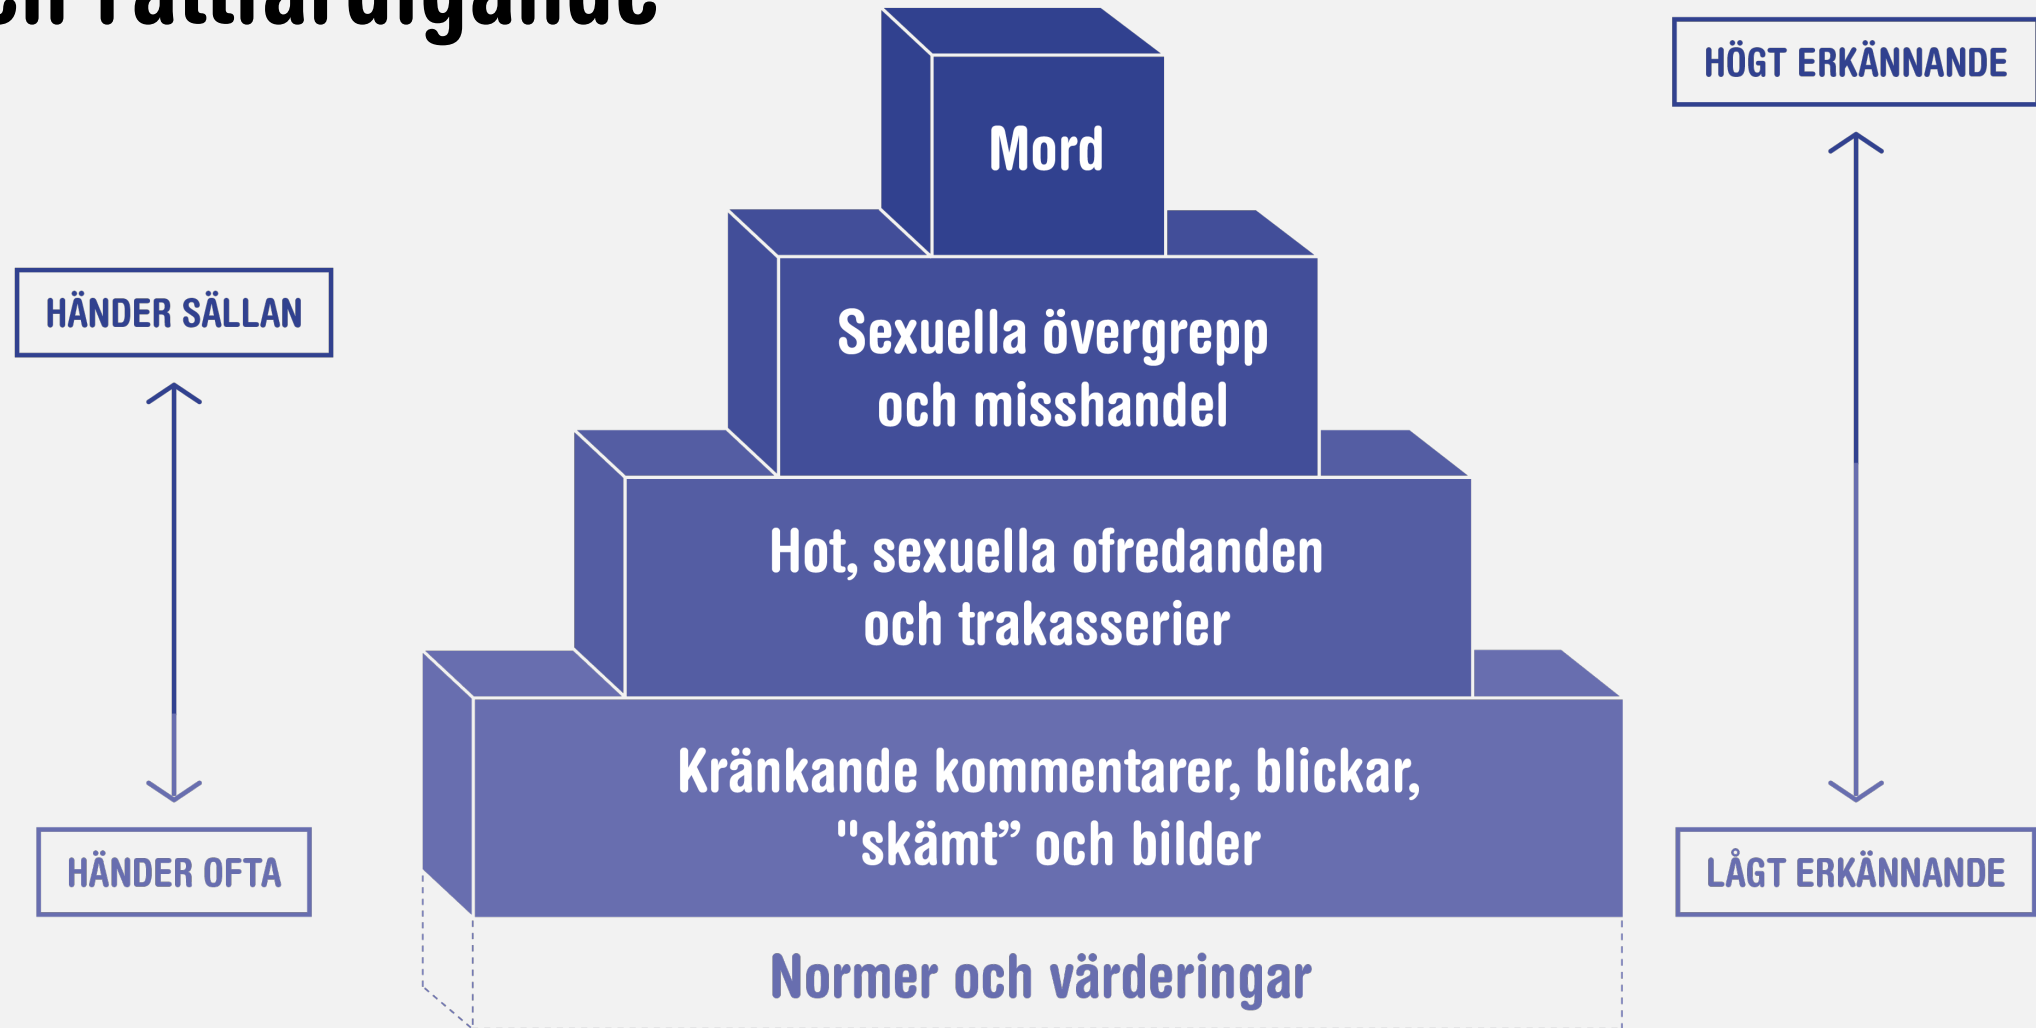 rättfärdigande
Mord
HÖGT ERKÄNNANDE
HÄNDER SÄLLAN
Sexuella övergrepp
och misshandel
Hot, sexuella ofredanden
och trakasserier
Kränkande kommentarer, blickar,
"skämt” och bilder
HÄNDER OFTA
LÅGT ERKÄNNANDE
Normer och värderingar